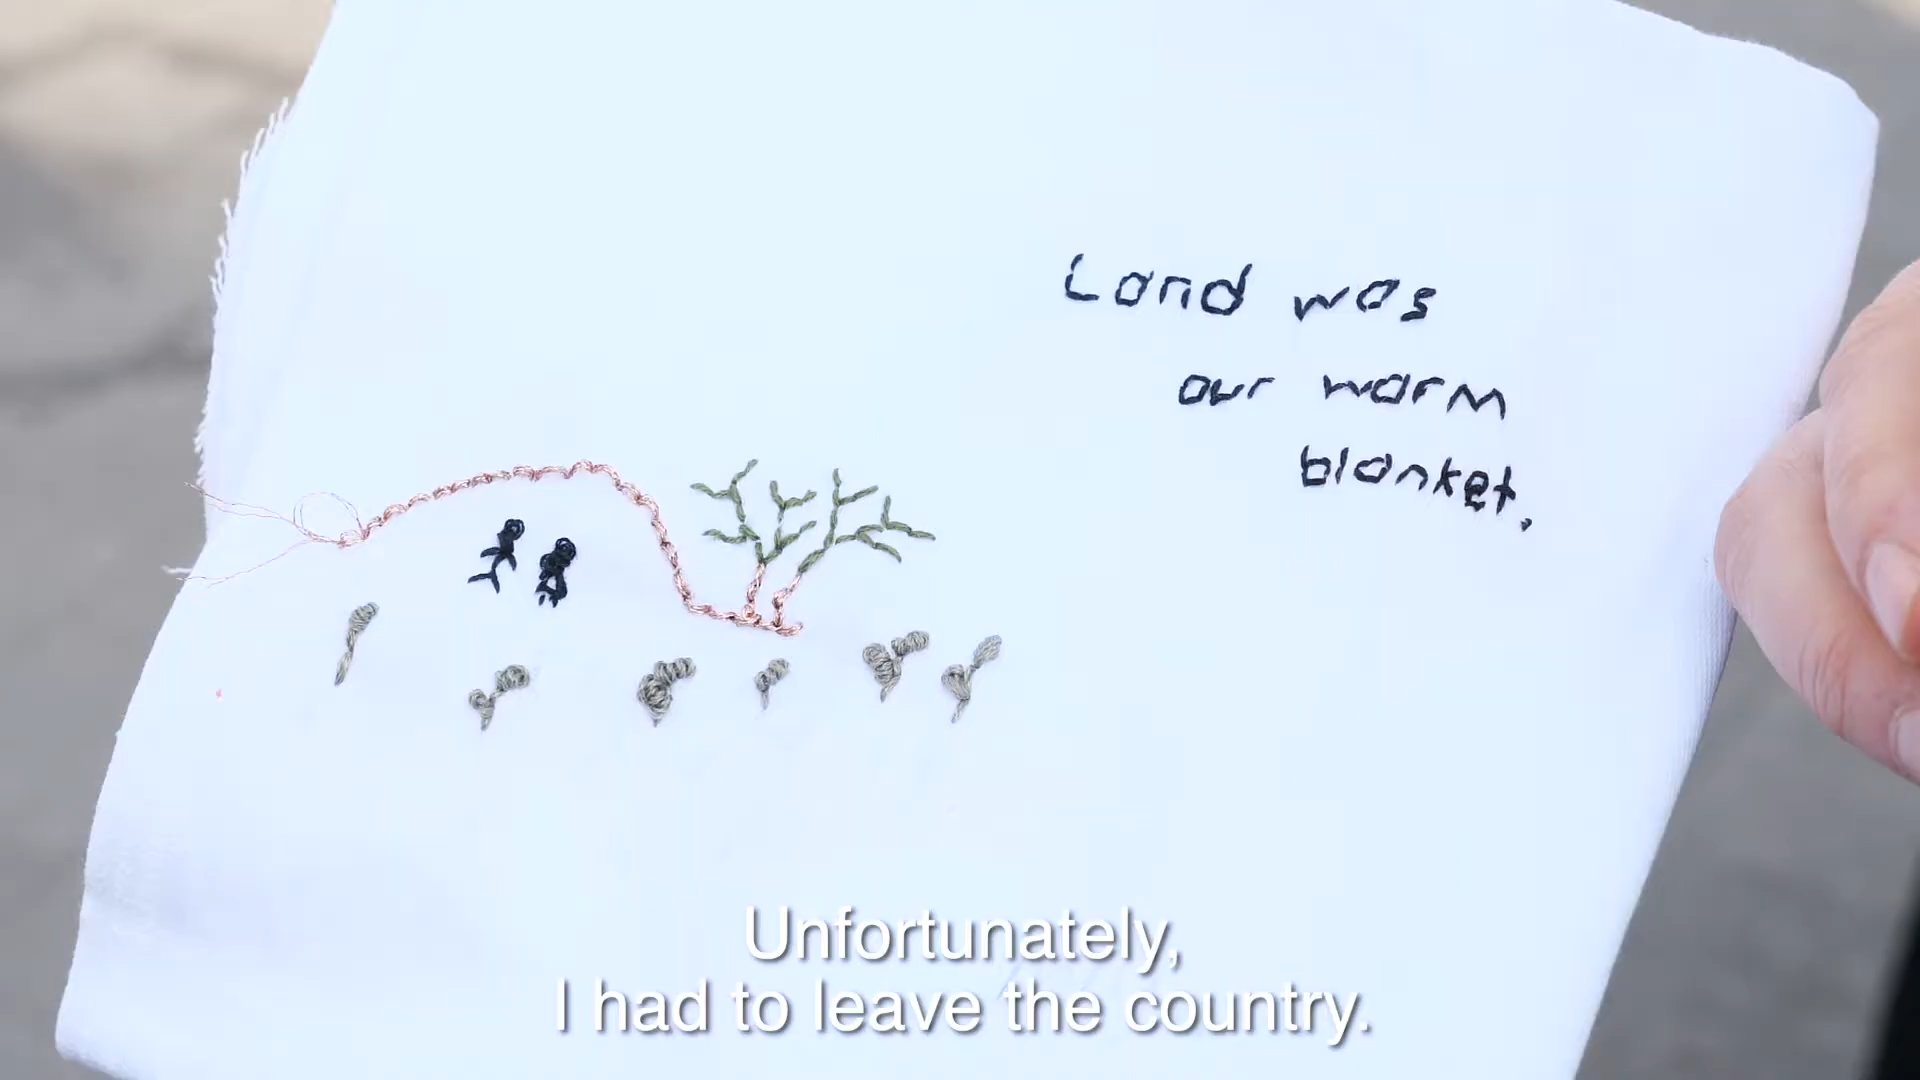 Land was
our warm
blanket.
Unfortunately,
I had to leave the country.